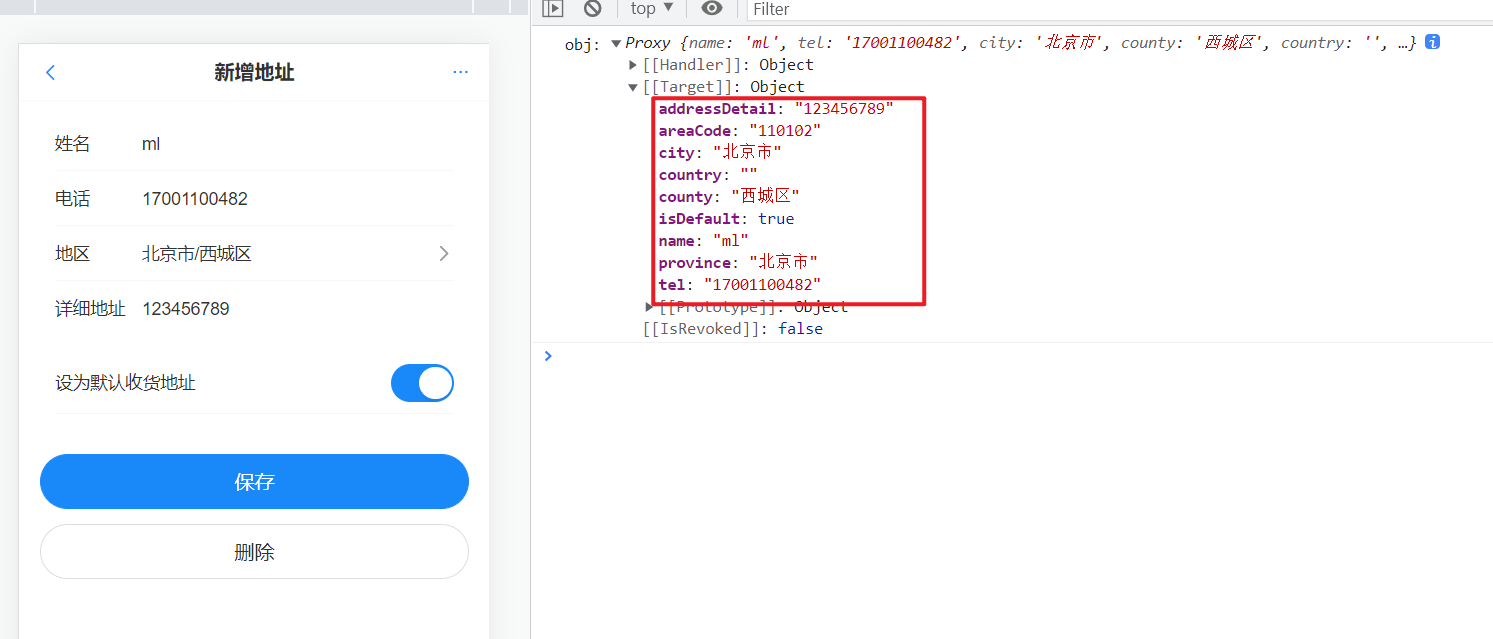 新增地址
...
姓名 ml
电话 17001100482
地区 北京市/西城区
详细地址 123456789
设为默认收货地址
保存
删除
top Filter
obj: Proxy {name: 'ml', tel: '17001100482', city: '北京市', county: '西城区', country: '', …}
[[Handler]]: Object
[[Target]]: Object
addressDetail: "123456789"
areaCode: "110102"
city: "北京市"
country: ""
county: "西城区"
isDefault: true
name: "ml"
province: "北京市"
tel: "17001100482"
[[Prototype]]: Object
[[IsRevoked]]: false